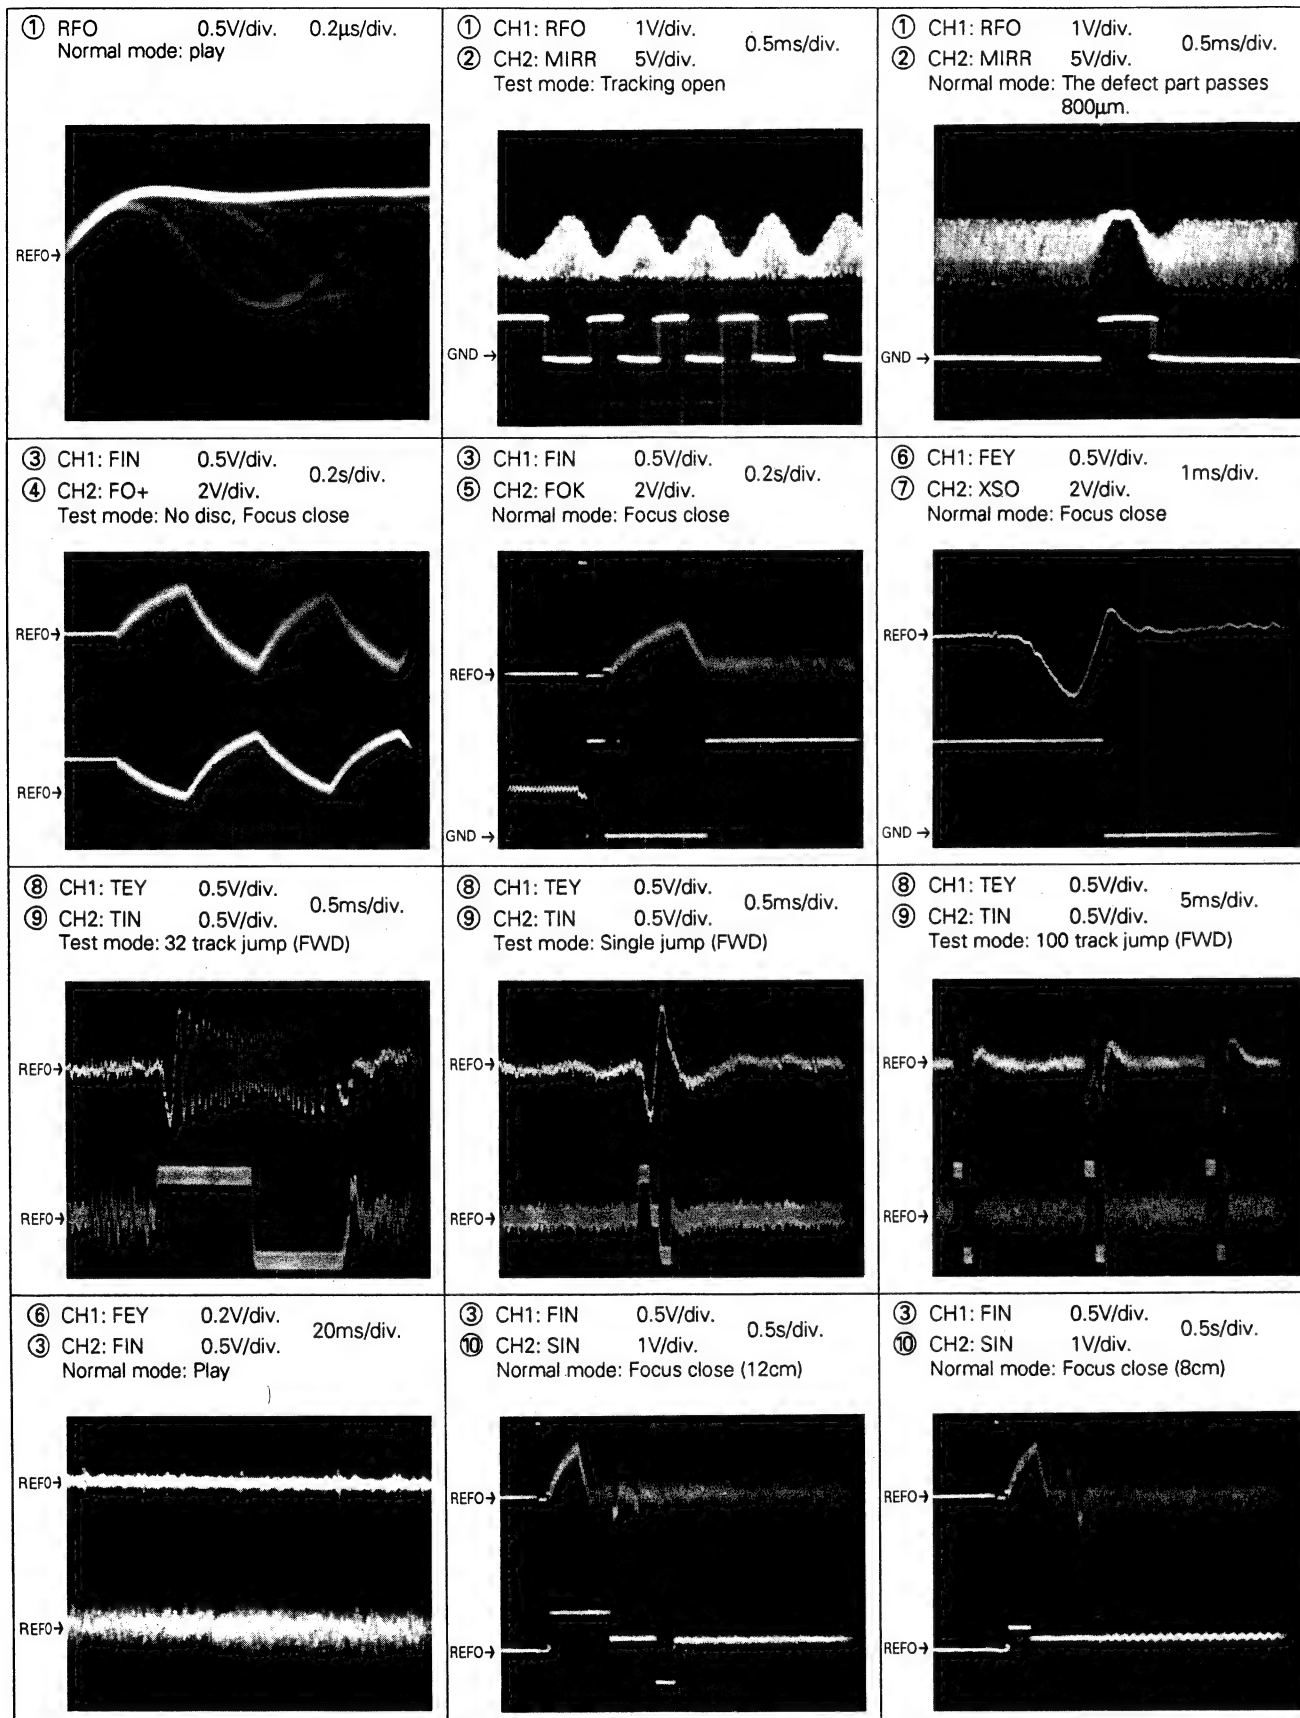 ① RFO 0.5V/div. 0.2µs/div.
Normal mode: play
REFO→
① CH1: RFO 1V/div. 0.5ms/div.
② CH2: MIRR 5V/div.
Test mode: Tracking open
GND→
① CH1: RFO 1V/div. 0.5ms/div.
② CH2: MIRR 5V/div.
Normal mode: The defect part passes
800µm.
GND→
③ CH1: FIN 0.5V/div. 0.2s/div.
④ CH2: FO+ 2V/div.
Test mode: No disc, Focus close
REFO→
REFO→
③ CH1: FIN 0.5V/div. 0.2s/div.
⑤ CH2: FOK 2V/div.
Normal mode: Focus close
REFO→
GND→
⑥ CH1: FEY 0.5V/div. 1ms/div.
⑦ CH2: XSO 2V/div.
Normal mode: Focus close
REFO→
GND→
⑧ CH1: TEY 0.5V/div. 0.5ms/div.
⑨ CH2: TIN 0.5V/div.
Test mode: 32 track jump (FWD)
REFO→
REFO→
⑧ CH1: TEY 0.5V/div. 0.5ms/div.
⑨ CH2: TIN 0.5V/div.
Test mode: Single jump (FWD)
REFO→
REFO→
⑧ CH1: TEY 0.5V/div. 5ms/div.
⑨ CH2: TIN 0.5V/div.
Test mode: 100 track jump (FWD)
REFO→
REFO→
⑥ CH1: FEY 0.2V/div. 20ms/div.
③ CH2: FIN 0.5V/div.
Normal mode: Play
REFO→
REFO→
③ CH1: FIN 0.5V/div. 0.5s/div.
⑩ CH2: SIN 1V/div.
Normal mode: Focus close (12cm)
REFO→
REFO→
③ CH1: FIN 0.5V/div. 0.5s/div.
⑩ CH2: SIN 1V/div.
Normal mode: Focus close (8cm)
REFO→
REFO→